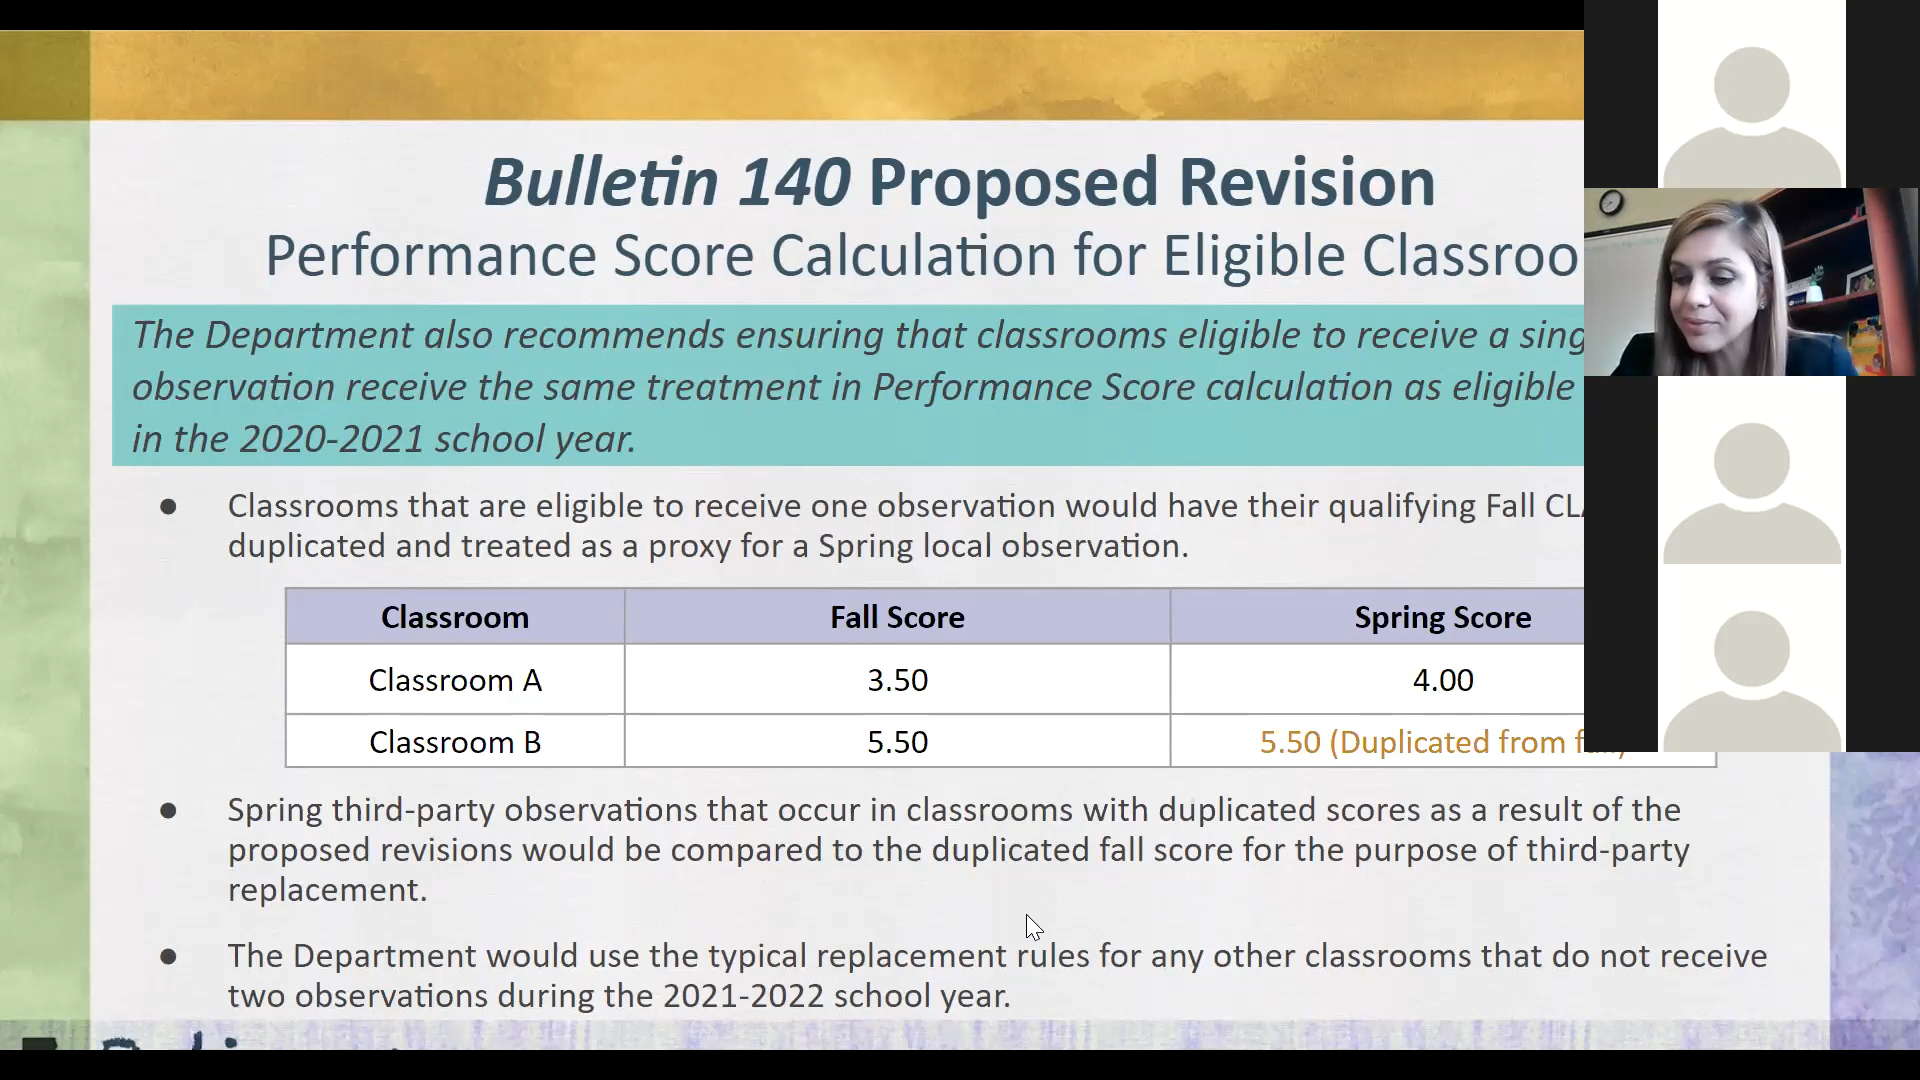 Bulletin 140 Proposed Revision
Performance Score Calculation for Eligible Classroo
The Department also recommends ensuring that classrooms eligible to receive a sing
observation receive the same treatment in Performance Score calculation as eligible
in the 2020-2021 school year.
● Classrooms that are eligible to receive one observation would have their qualifying Fall CLA
duplicated and treated as a proxy for a Spring local observation.
Classroom Fall Score Spring Score
Classroom A 3.50 4.00
Classroom B 5.50 5.50 (Duplicated from
● Spring third-party observations that occur in classrooms with duplicated scores as a result of the
proposed revisions would be compared to the duplicated fall score for the purpose of third-party
replacement.
● The Department would use the typical replacement rules for any other classrooms that do not receive
two observations during the 2021-2022 school year.